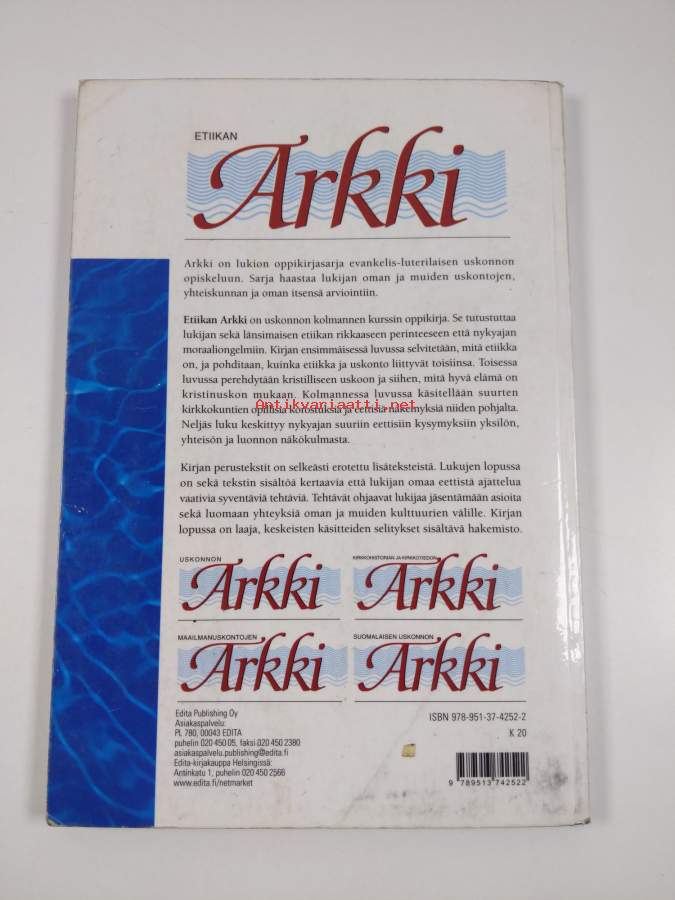 ETIIKAN
Arkki
Arkki on lukion oppikirjasarja evankelis-luterilaisen uskonnon
opiskeluun. Sarja haastaa lukijan oman ja muiden uskontojen,
yhteiskunnan ja oman itsensä arviointiin.
Etiikan Arkki on uskonnon kolmannen kurssin oppikirja. Se tutustuttaa
lukijan sekä länsimaisen etiikan rikkaaseen perinteeseen että nykyajan
moraaliongelmiin. Kirjan ensimmäisessä luvussa selvitetään, mitä etiikka
on, ja pohditaan, kuinka etiikka ja uskonto liittyvät toisiinsa. Toisessa
luvussa perehdytään kristilliseen uskoon ja siihen, mitä hyvä elämä on
kristinuskon mukaan. Kolmannessa luvussa käsitellään suurten
kirkkokuntien opillisia korostuksia ja eettisiä näkemyksiä niiden pohjalta.
Antikvariaatti.net
Neljäs luku keskittyy nykyajan suuriin eettisiin kysymyksiin yksilön,
yhteisön ja luonnon näkökulmasta.
Kirjan perustekstit on selkeästi erotettu lisäteksteistä. Lukujen lopussa
on sekä tekstin sisältöä kertaavia että lukijan omaa eettistä ajattelua
vaativia syventäviä tehtäviä. Tehtävät ohjaavat lukijaa jäsentämään asioita
sekä luomaan yhteyksiä oman ja muiden kulttuurien välille. Kirjan
lopussa on laaja, keskeisten käsitteiden selitykset sisältävä hakemisto.
USKONNON
Arkki
KIRKKOHISTORIAN JA KIRKKOTIEDON
Arkki
MAAILMANUSKONTOJEN
Arkki
SUOMALAISEN USKONNON
Arkki
Edita Publishing Oy
Asiakaspalvelu:
PL 780, 00043 EDITA
puhelin 020 450 05, faksi 020 450 2380
asiakaspalvelu.publishing@edita.fi
Edita-kirjakauppa Helsingissä:
Antinkatu 1, puhelin 020 450 2566
www.edita.fi/netmarket
ISBN 978-951-37-4252-2
K 20
9 789513 742522